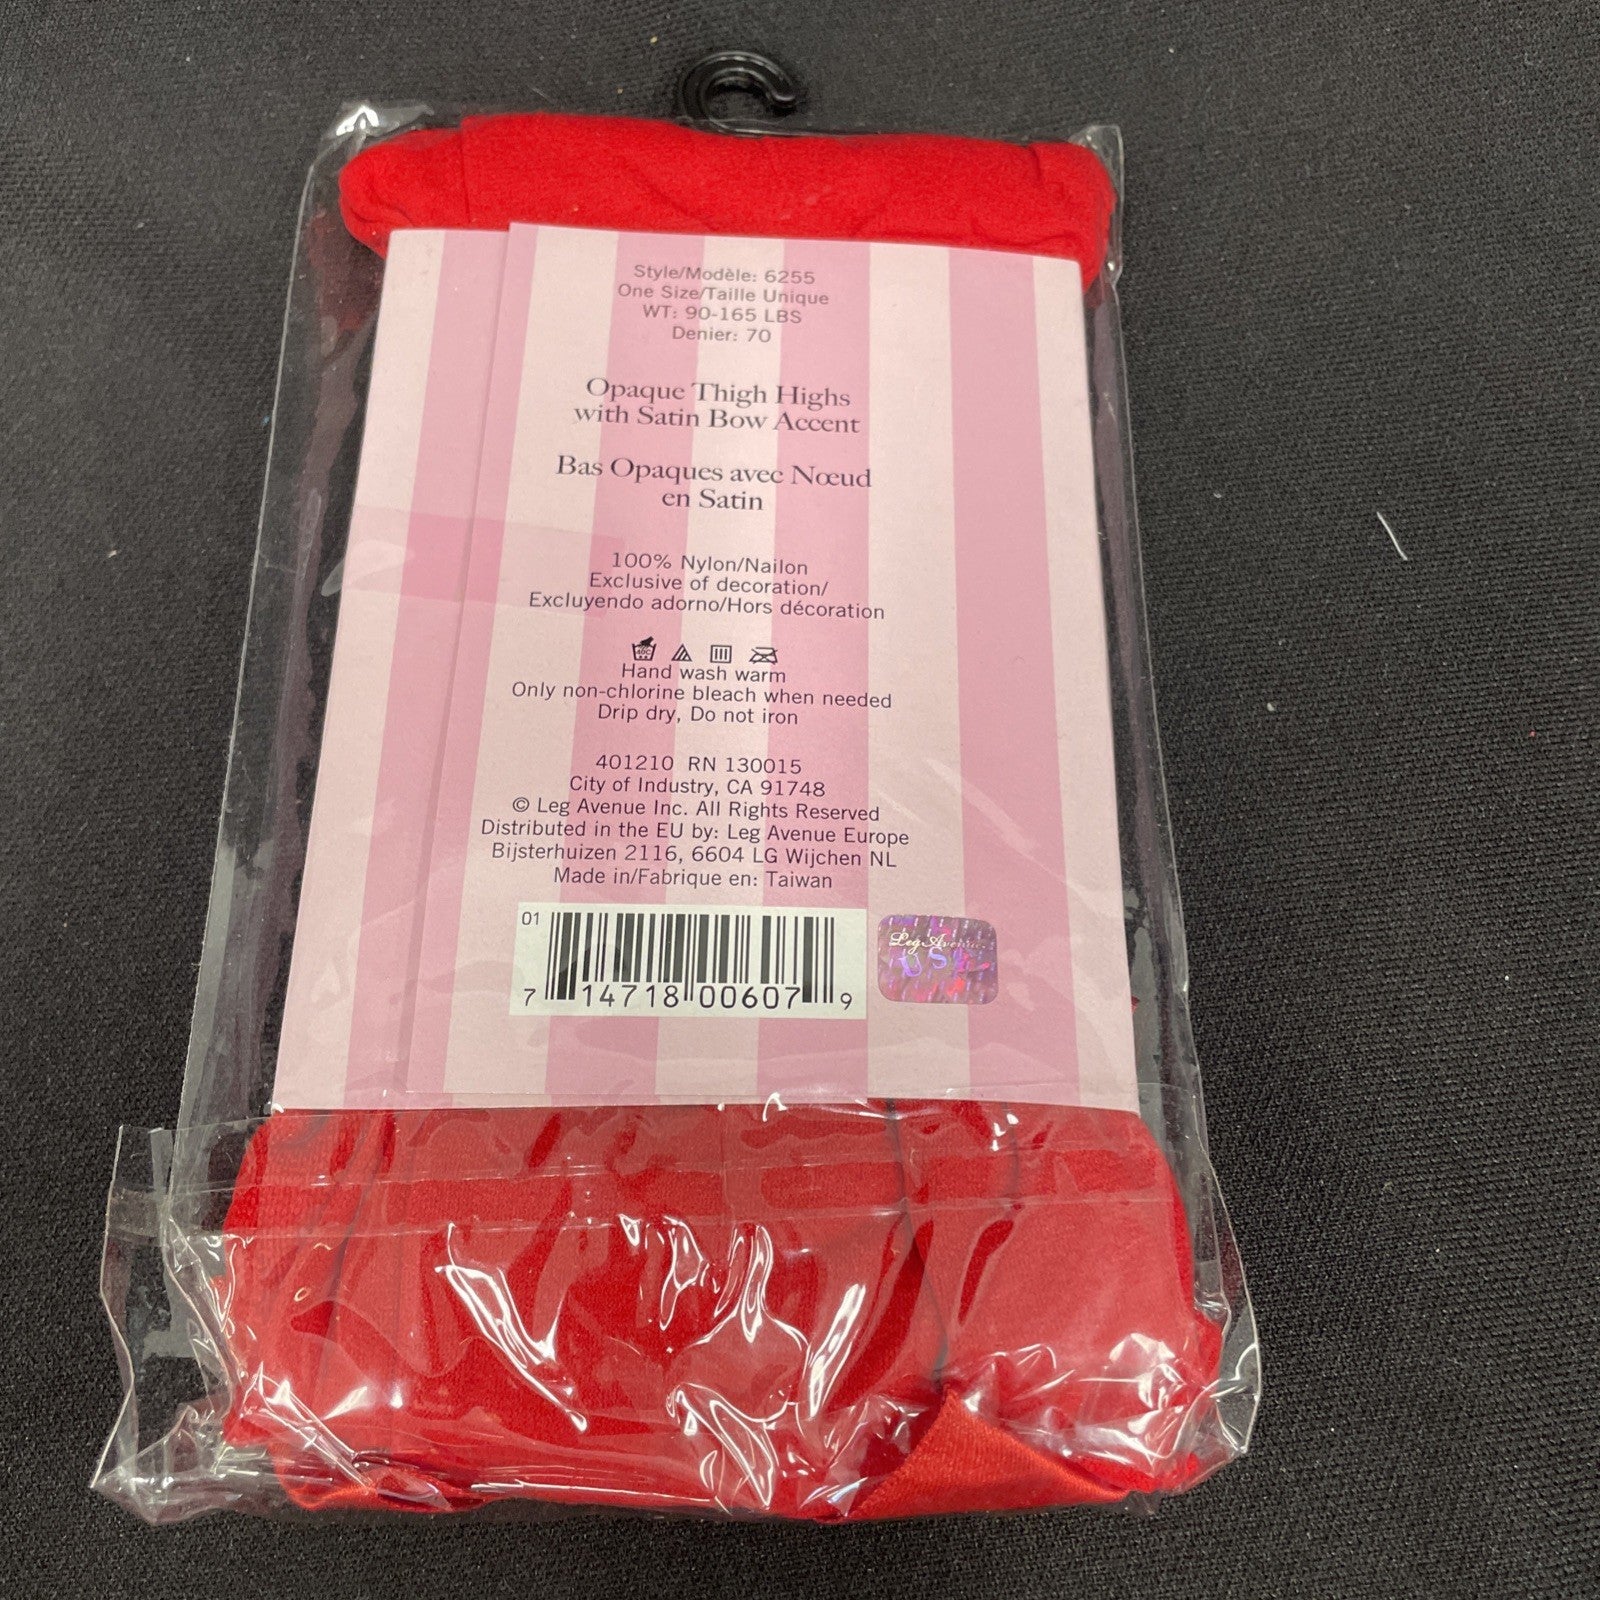 Style/Modèle: 6255
One Size/Taille Unique
WT: 90-165 LBS
Denier: 70
Opaque Thigh Highs
with Satin Bow Accent
Bas Opaques avec Nœud
en Satin
100% Nylon/Nailon
Exclusive of decoration/
Excluyendo adorno/Hors décoration
Hand wash warm
Only non-chlorine bleach when needed
Drip dry, Do not iron
401210 RN 130015
City of Industry, CA 91748
© Leg Avenue Inc. All Rights Reserved
Distributed in the EU by: Leg Avenue Europe
Bijsterhuizen 2116, 6604 LG Wijchen NL
Made in/Fabrique en: Taiwan
01
7 14718 00607 9
Leg Avenue
USA